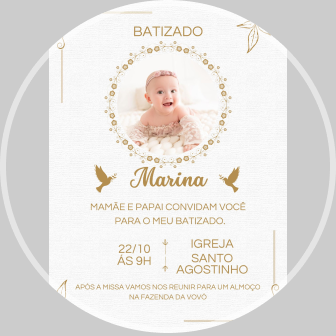 BATIZADO
Marina
MAMÃE E PAPAI CONVIDAM VOCÊ
PARA O MEU BATIZADO.
22/10
ÁS 9H
IGREJA
SANTO
AGOSTINHO
APÓS A MISSA VAMOS NOS REUNIR PARA UM ALMOÇO
NA FAZENDA DA VOVÓ